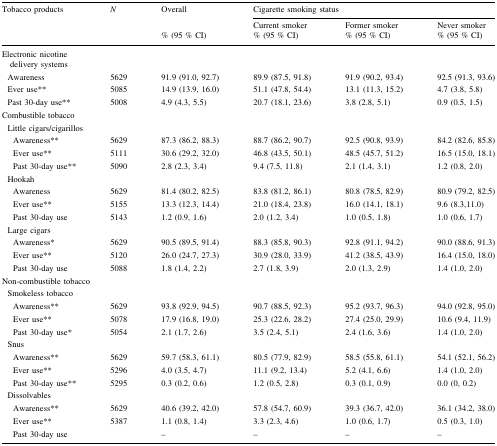 Tobacco products N Overall Cigarette smoking status
Current smoker Former smoker Never smoker
% (95 % CI) % (95 % CI) % (95 % CI) % (95 % CI)
Electronic nicotine
delivery systems
Awareness 5629 91.9 (91.0, 92.7) 89.9 (87.5, 91.8) 91.9 (90.2, 93.4) 92.5 (91.3, 93.6)
Ever use** 5085 14.9 (13.9, 16.0) 51.1 (47.8, 54.4) 13.1 (11.3, 15.2) 4.7 (3.8, 5.8)
Past 30-day use** 5008 4.9 (4.3, 5.5) 20.7 (18.1, 23.6) 3.8 (2.8, 5.1) 0.9 (0.5, 1.5)
Combustible tobacco
Little cigars/cigarillos
Awareness** 5629 87.3 (86.2, 88.3) 88.7 (86.2, 90.7) 92.5 (90.8, 93.9) 84.2 (82.6, 85.8)
Ever use** 5111 30.6 (29.2, 32.0) 46.8 (43.5, 50.1) 48.5 (45.7, 51.2) 16.5 (15.0, 18.1)
Past 30-day use** 5090 2.8 (2.3, 3.4) 9.4 (7.5, 11.8) 2.1 (1.4, 3.1) 1.2 (0.8, 2.0)
Hookah
Awareness 5629 81.4 (80.2, 82.5) 83.8 (81.2, 86.1) 80.8 (78.5, 82.9) 80.9 (79.2, 82.5)
Ever use** 5155 13.3 (12.3, 14.4) 21.0 (18.4, 23.8) 16.0 (14.1, 18.1) 9.6 (8.3,11.0)
Past 30-day use 5143 1.2 (0.9, 1.6) 2.0 (1.2, 3.4) 1.0 (0.5, 1.8) 1.0 (0.6, 1.7)
Large cigars
Awareness* 5629 90.5 (89.5, 91.4) 88.3 (85.8, 90.3) 92.8 (91.1, 94.2) 90.0 (88.6, 91.3)
Ever use** 5120 26.0 (24.7, 27.3) 30.9 (28.0, 33.9) 41.2 (38.5, 43.9) 16.4 (15.0, 18.0)
Past 30-day use 5088 1.8 (1.4, 2.2) 2.7 (1.8, 3.9) 2.0 (1.3, 2.9) 1.4 (1.0, 2.0)
Non-combustible tobacco
Smokeless tobacco
Awareness** 5629 93.8 (92.9, 94.5) 90.7 (88.5, 92.3) 95.2 (93.7, 96.3) 94.0 (92.8, 95.0)
Ever use** 5078 17.9 (16.8, 19.0) 25.3 (22.6, 28.2) 27.4 (25.0, 29.9) 10.6 (9.4, 11.9)
Past 30-day use* 5054 2.1 (1.7, 2.6) 3.5 (2.4, 5.1) 2.4 (1.6, 3.6) 1.4 (1.0, 2.0)
Snus
Awareness** 5629 59.7 (58.3, 61.1) 80.5 (77.9, 82.9) 58.5 (55.8, 61.1) 54.1 (52.1, 56.2)
Ever use** 5296 4.0 (3.5, 4.7) 11.1 (9.2, 13.4) 5.2 (4.1, 6.6) 1.4 (1.0, 2.0)
Past 30-day use** 5295 0.3 (0.2, 0.6) 1.2 (0.5, 2.8) 0.3 (0.1, 0.9) 0.0 (0, 0.2)
Dissolvables
Awareness** 5629 40.6 (39.2, 42.0) 57.8 (54.7, 60.9) 39.3 (36.7, 42.0) 36.1 (34.2, 38.0)
Ever use** 5387 1.1 (0.8, 1.4) 3.3 (2.3, 4.6) 1.0 (0.6, 1.7) 0.5 (0.3, 1.0)
Past 30-day use – – – –